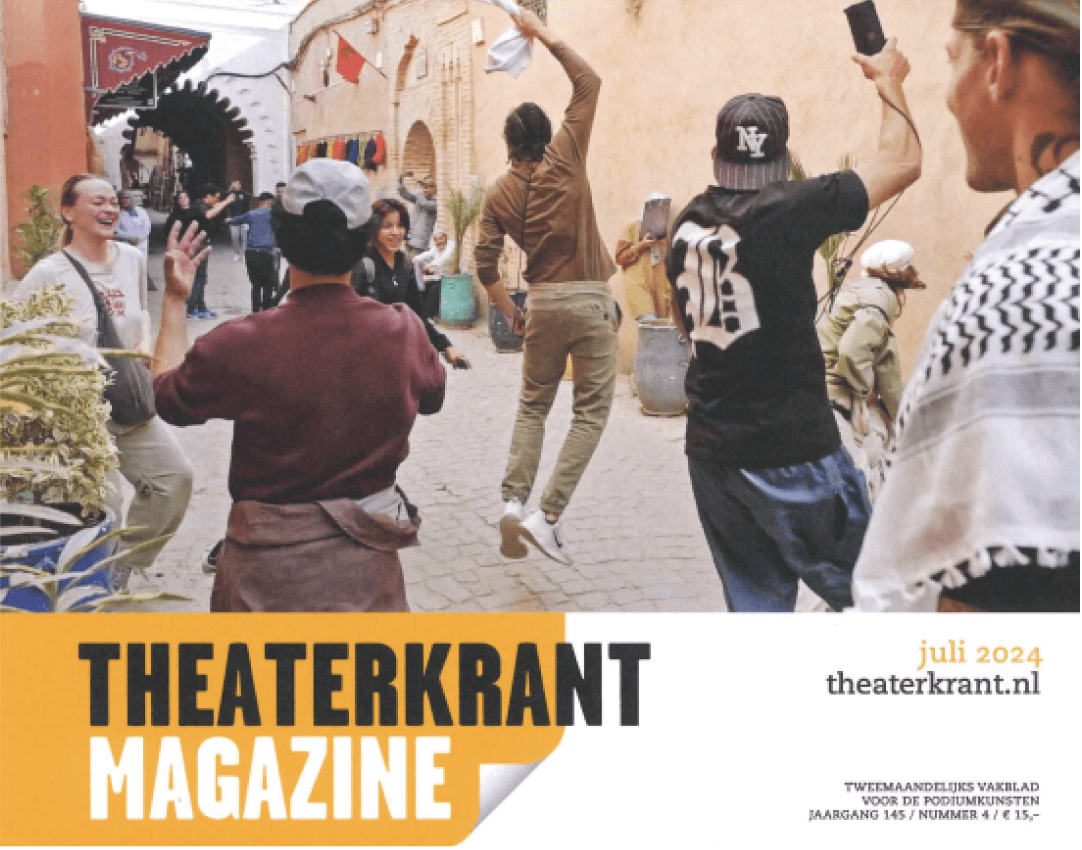 NY
B
THEATERKRANT
MAGAZINE
juli 2024
theaterkrant.nl
TWEEMAANDELIJKS VAKBLAD
VOOR DE PODIUMKUNSTEN
JAARGANG 145 / NUMMER 4 / € 15,–